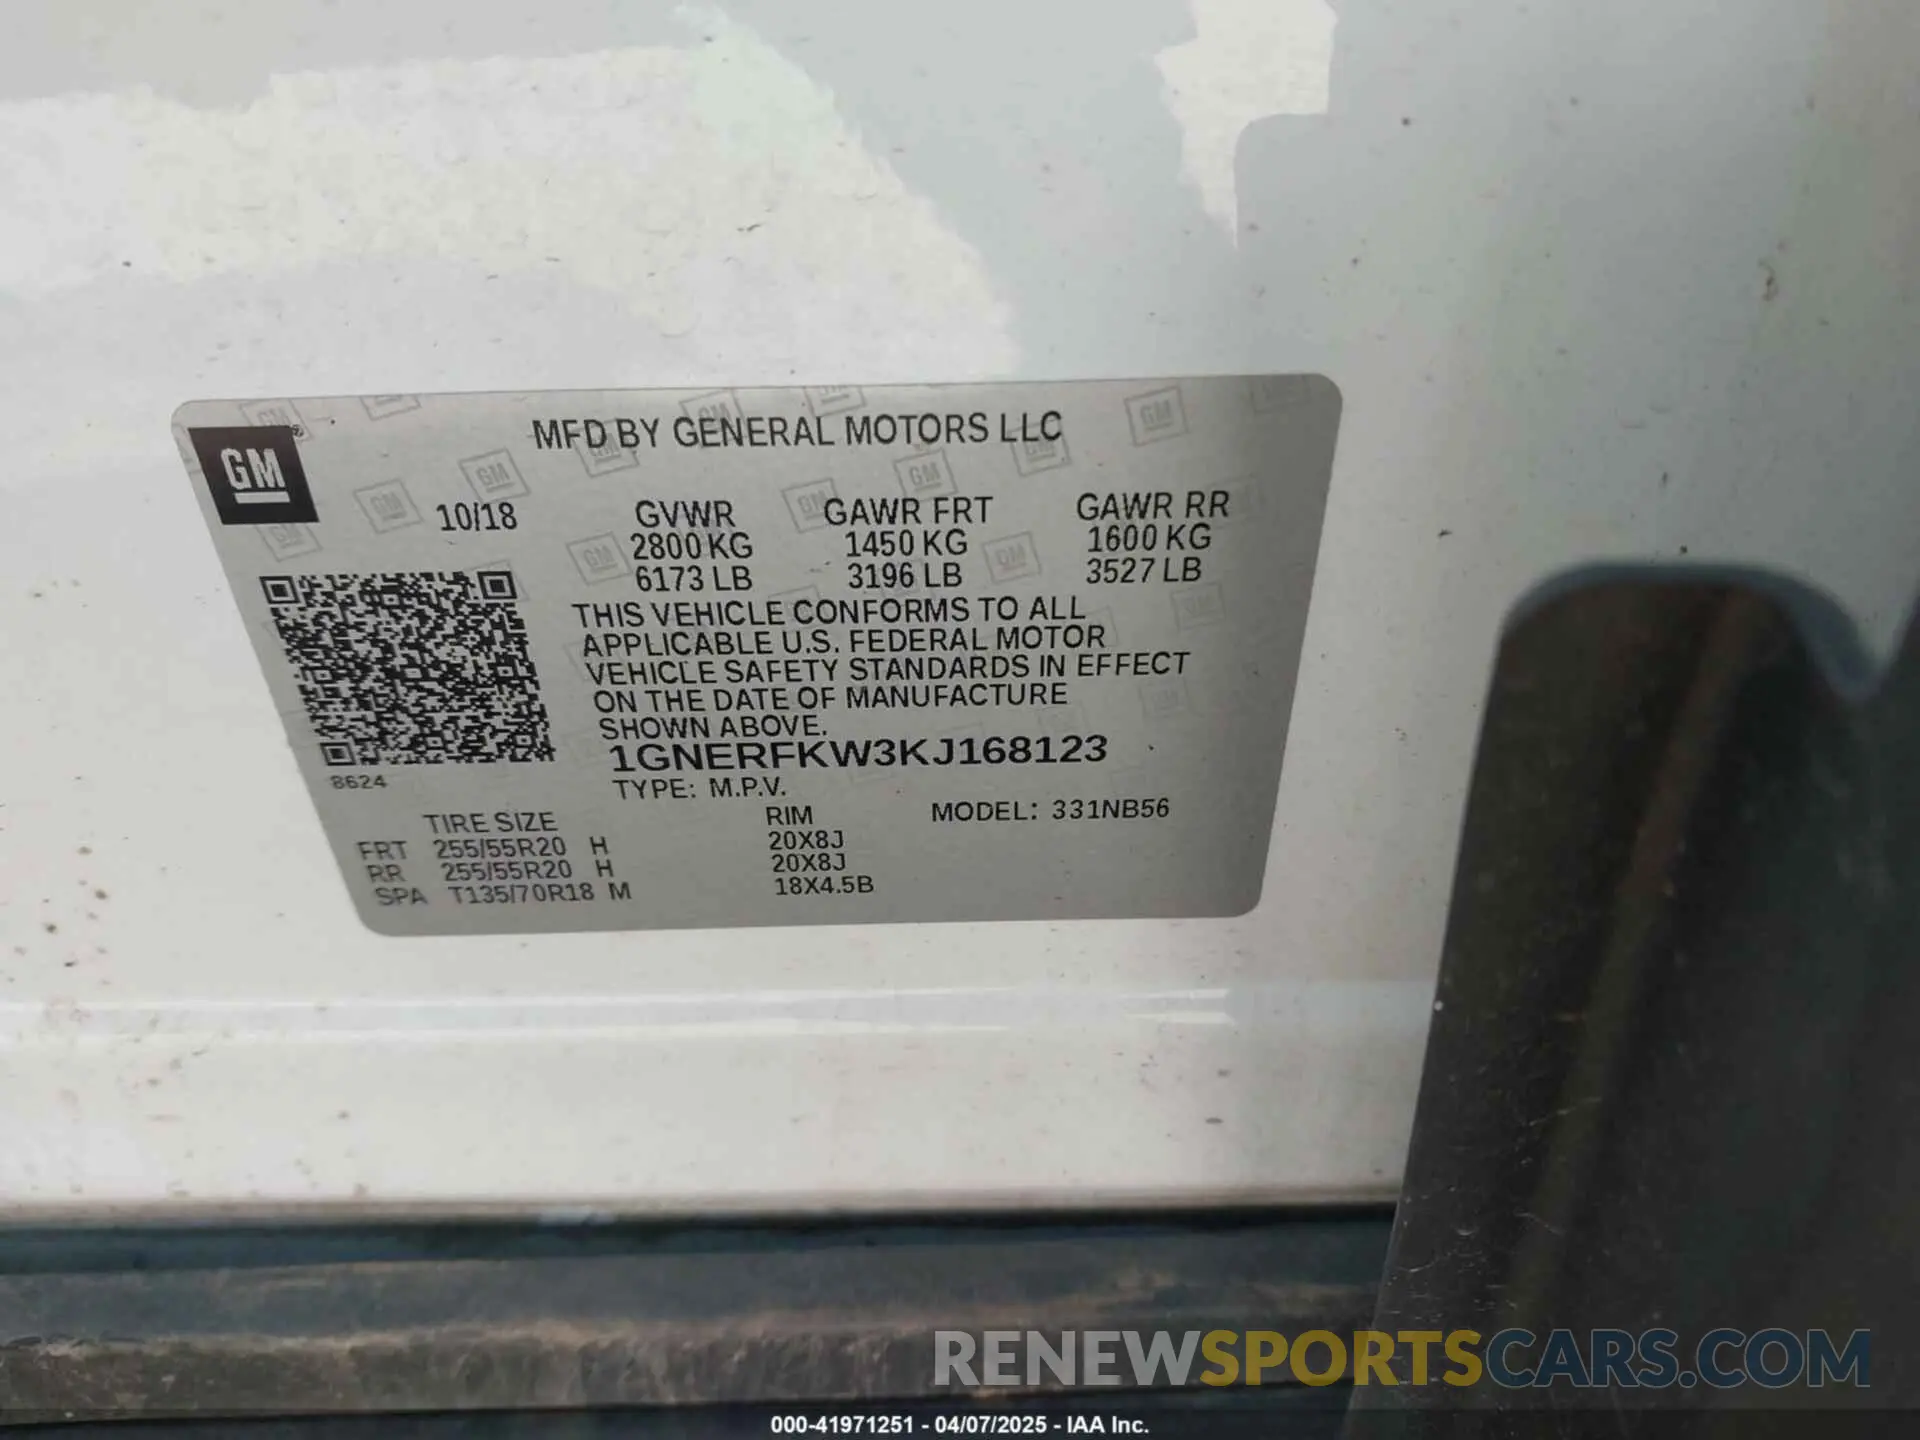 MFD BY GENERAL MOTORS LLC
GM®
10/18
GVWR GAWR FRT GAWR RR
2800 KG 1450 KG 1600 KG
6173 LB 3196 LB 3527 LB
THIS VEHICLE CONFORMS TO ALL
APPLICABLE U.S. FEDERAL MOTOR
VEHICLE SAFETY STANDARDS IN EFFECT
ON THE DATE OF MANUFACTURE
SHOWN ABOVE.
1GNERFKW3KJ168123
8624
TYPE: M.P.V.
TIRE SIZE RIM MODEL: 331NB56
FRT 255/55R20 H 20X8J
RR 255/55R20 H 20X8J
SPA T135/70R18 M 18X4.5B
RENEWSPORTSCARS.COM
000-41971251 - 04/07/2025 - IAA Inc.